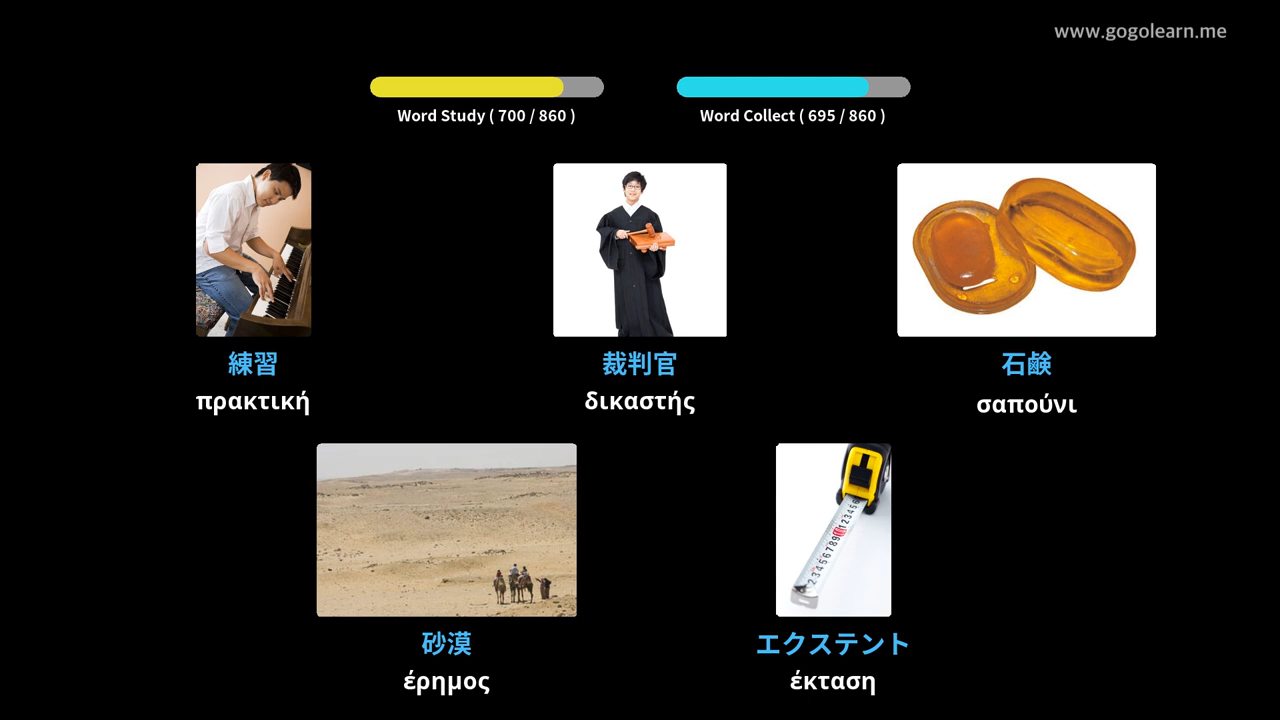 www.gogolearn.me
Word Study ( 700 / 860 )
Word Collect ( 695 / 860 )
練習
πρακτική
裁判官
δικαστής
石鹸
σαπούνι
砂漠
έρημος
エクステント
έκταση